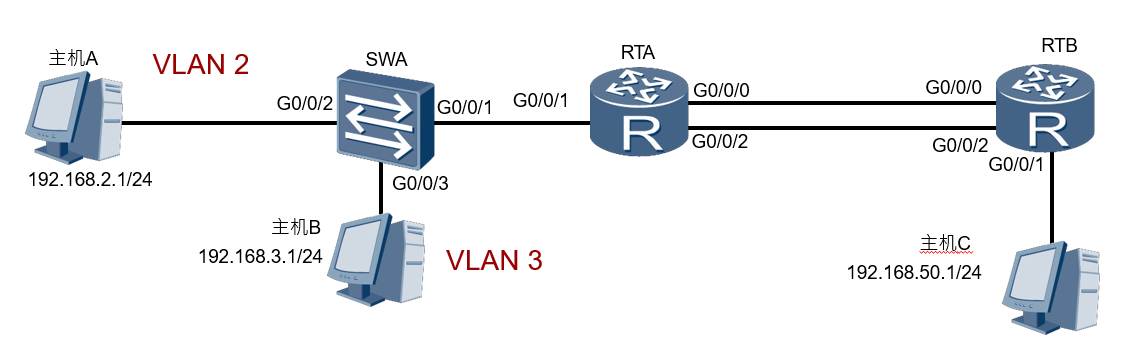 主机A
VLAN 2
SWA
RTA
RTB
G0/0/2
G0/0/1
G0/0/1
G0/0/0
G0/0/0
G0/0/2
G0/0/2
G0/0/1
R
R
192.168.2.1/24
G0/0/3
主机B
192.168.3.1/24
VLAN 3
主机C
192.168.50.1/24